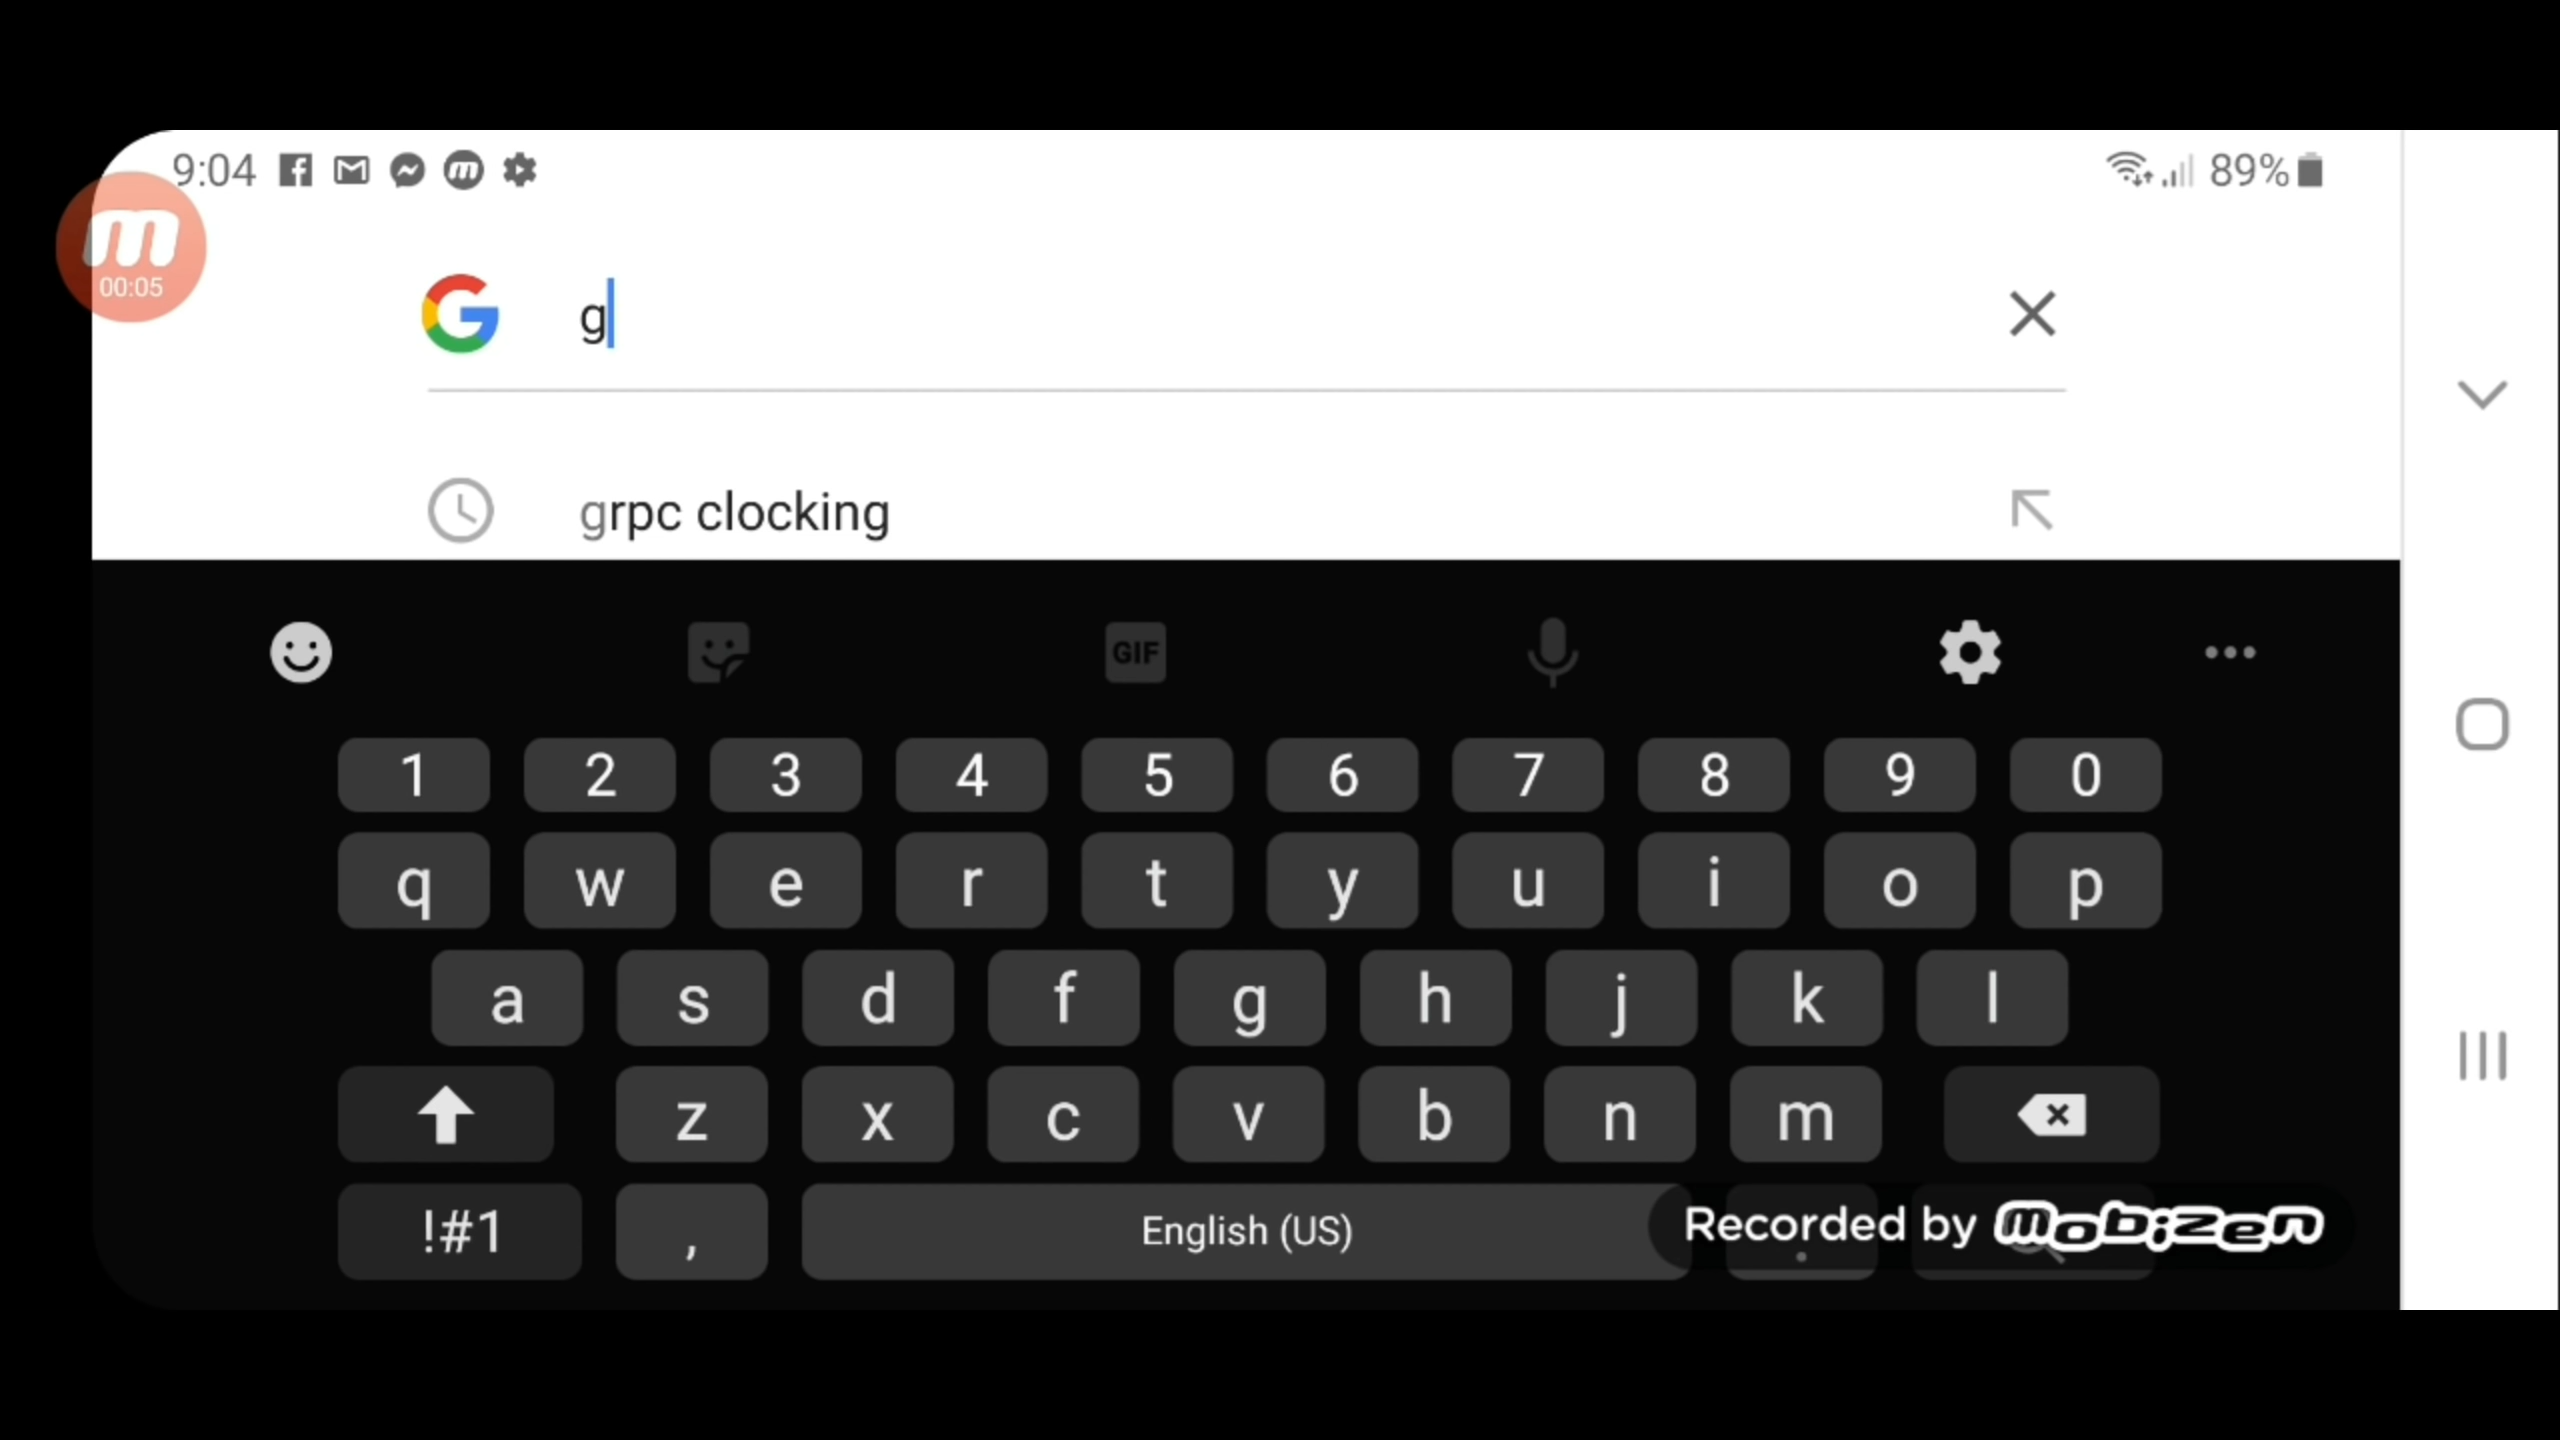 9:04 89%
m
00:05
g
grpc clocking
GIF
1 2 3 4 5 6 7 8 9 0
q w e r t y u i o p
a s d f g h j k l
z x c v b n m
!#1 , English (US) .
Recorded by mobizen